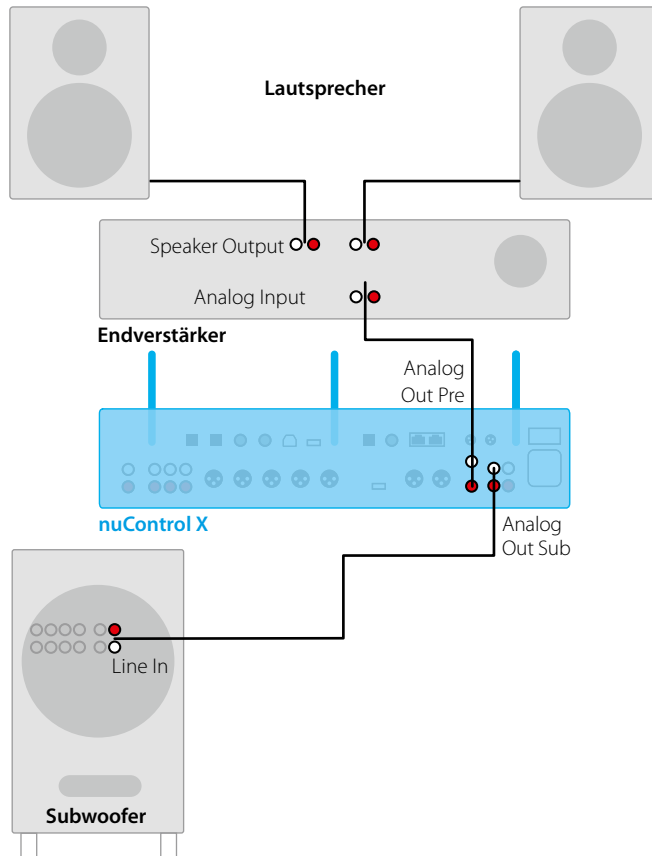 Lautsprecher
Speaker Output
Analog Input
Endverstärker
Analog
Out Pre
nuControl X
Analog
Out Sub
Line In
Subwoofer